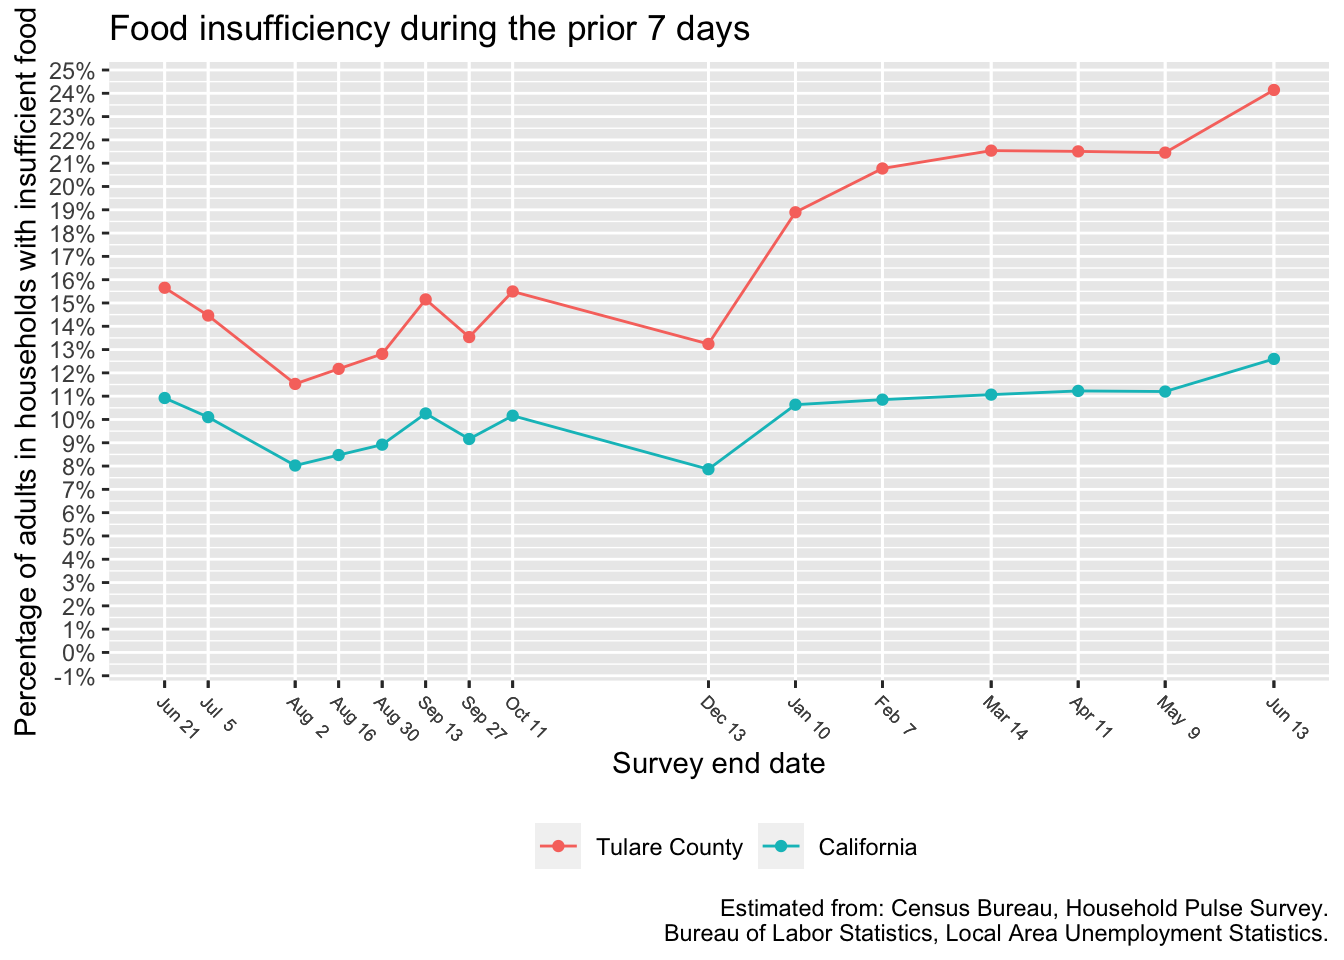 Food insufficiency during the prior 7 days
Percentage of adults in households with insufficient food
25%
24%
23%
22%
21%
20%
19%
18%
17%
16%
15%
14%
13%
12%
11%
10%
9%
8%
7%
6%
5%
4%
3%
2%
1%
0%
-1%
Jun 21
Jul 5
Aug 2
Aug 16
Aug 30
Sep 13
Sep 27
Oct 11
Dec 13
Jan 10
Feb 7
Mar 14
Apr 11
May 9
Jun 13
Survey end date
Tulare County
California
Estimated from: Census Bureau, Household Pulse Survey.
Bureau of Labor Statistics, Local Area Unemployment Statistics.